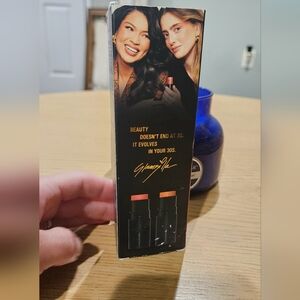 BEAUTY
DOESN'T END AT 30.
IT EVOLVES
IN YOUR 30S.